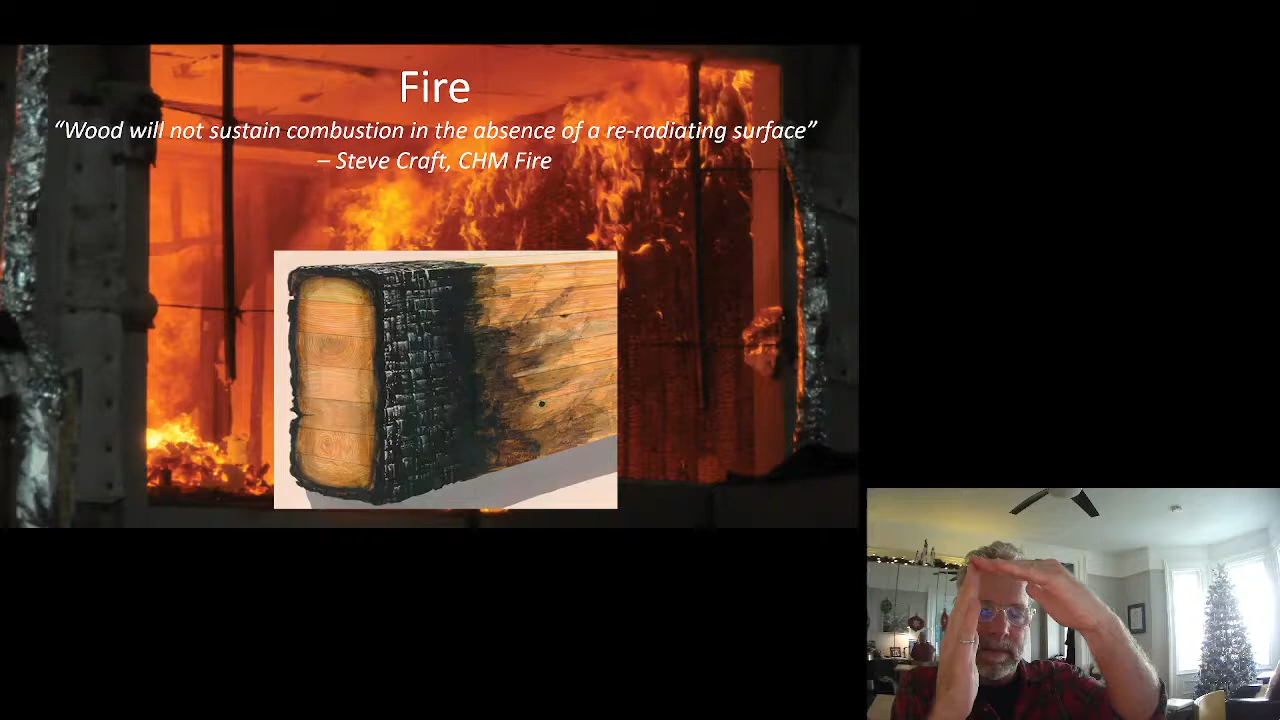 Fire
“Wood will not sustain combustion in the absence of a re-radiating surface”
– Steve Craft, CHM Fire